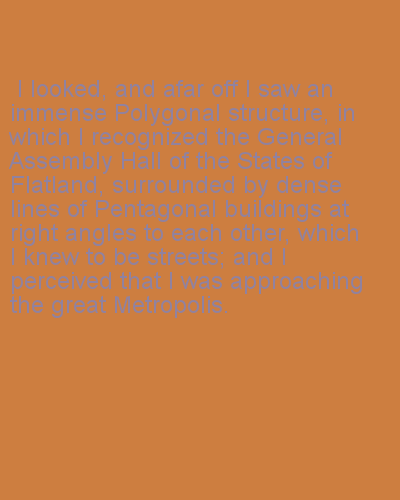 I looked, and afar off I saw an
immense Polygonal structure, in
which I recognized the General
Assembly Hall of the States of
Flatland, surrounded by dense
lines of Pentagonal buildings at
right angles to each other, which
I knew to be streets; and I
perceived that I was approaching
the great Metropolis.